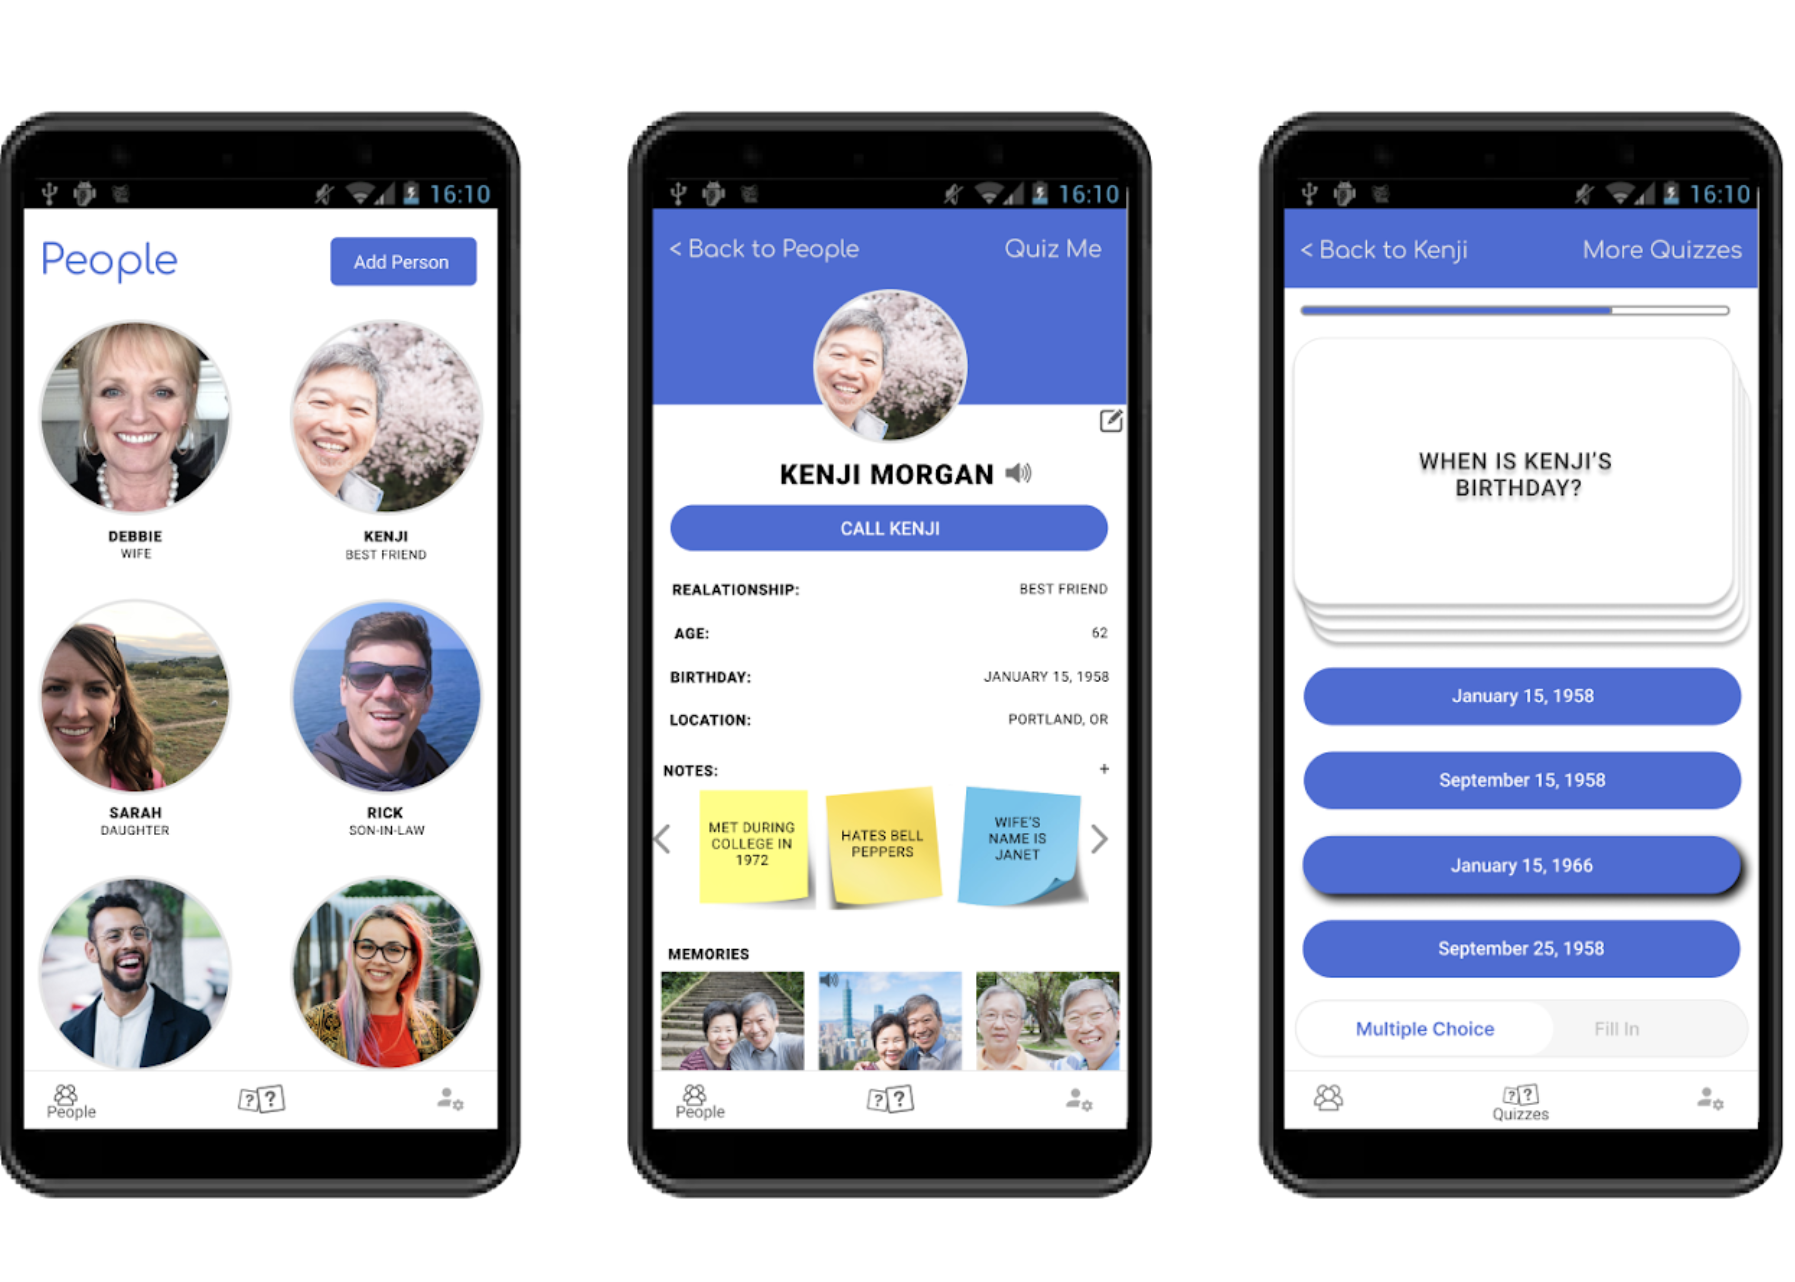 16:10
People
Add Person
DEBBIE
WIFE
KENJI
BEST FRIEND
SARAH
DAUGHTER
RICK
SON-IN-LAW
People
??
16:10
< Back to People
Quiz Me
KENJI MORGAN
CALL KENJI
REALATIONSHIP:
BEST FRIEND
AGE:
62
BIRTHDAY:
JANUARY 15, 1958
LOCATION:
PORTLAND, OR
NOTES:
+
MET DURING
COLLEGE IN
1972
HATES BELL
PEPPERS
WIFE'S
NAME IS
JANET
MEMORIES
People
??
16:10
< Back to Kenji
More Quizzes
WHEN IS KENJI'S
BIRTHDAY?
January 15, 1958
September 15, 1958
January 15, 1966
September 25, 1958
Multiple Choice
Fill In
??
Quizzes